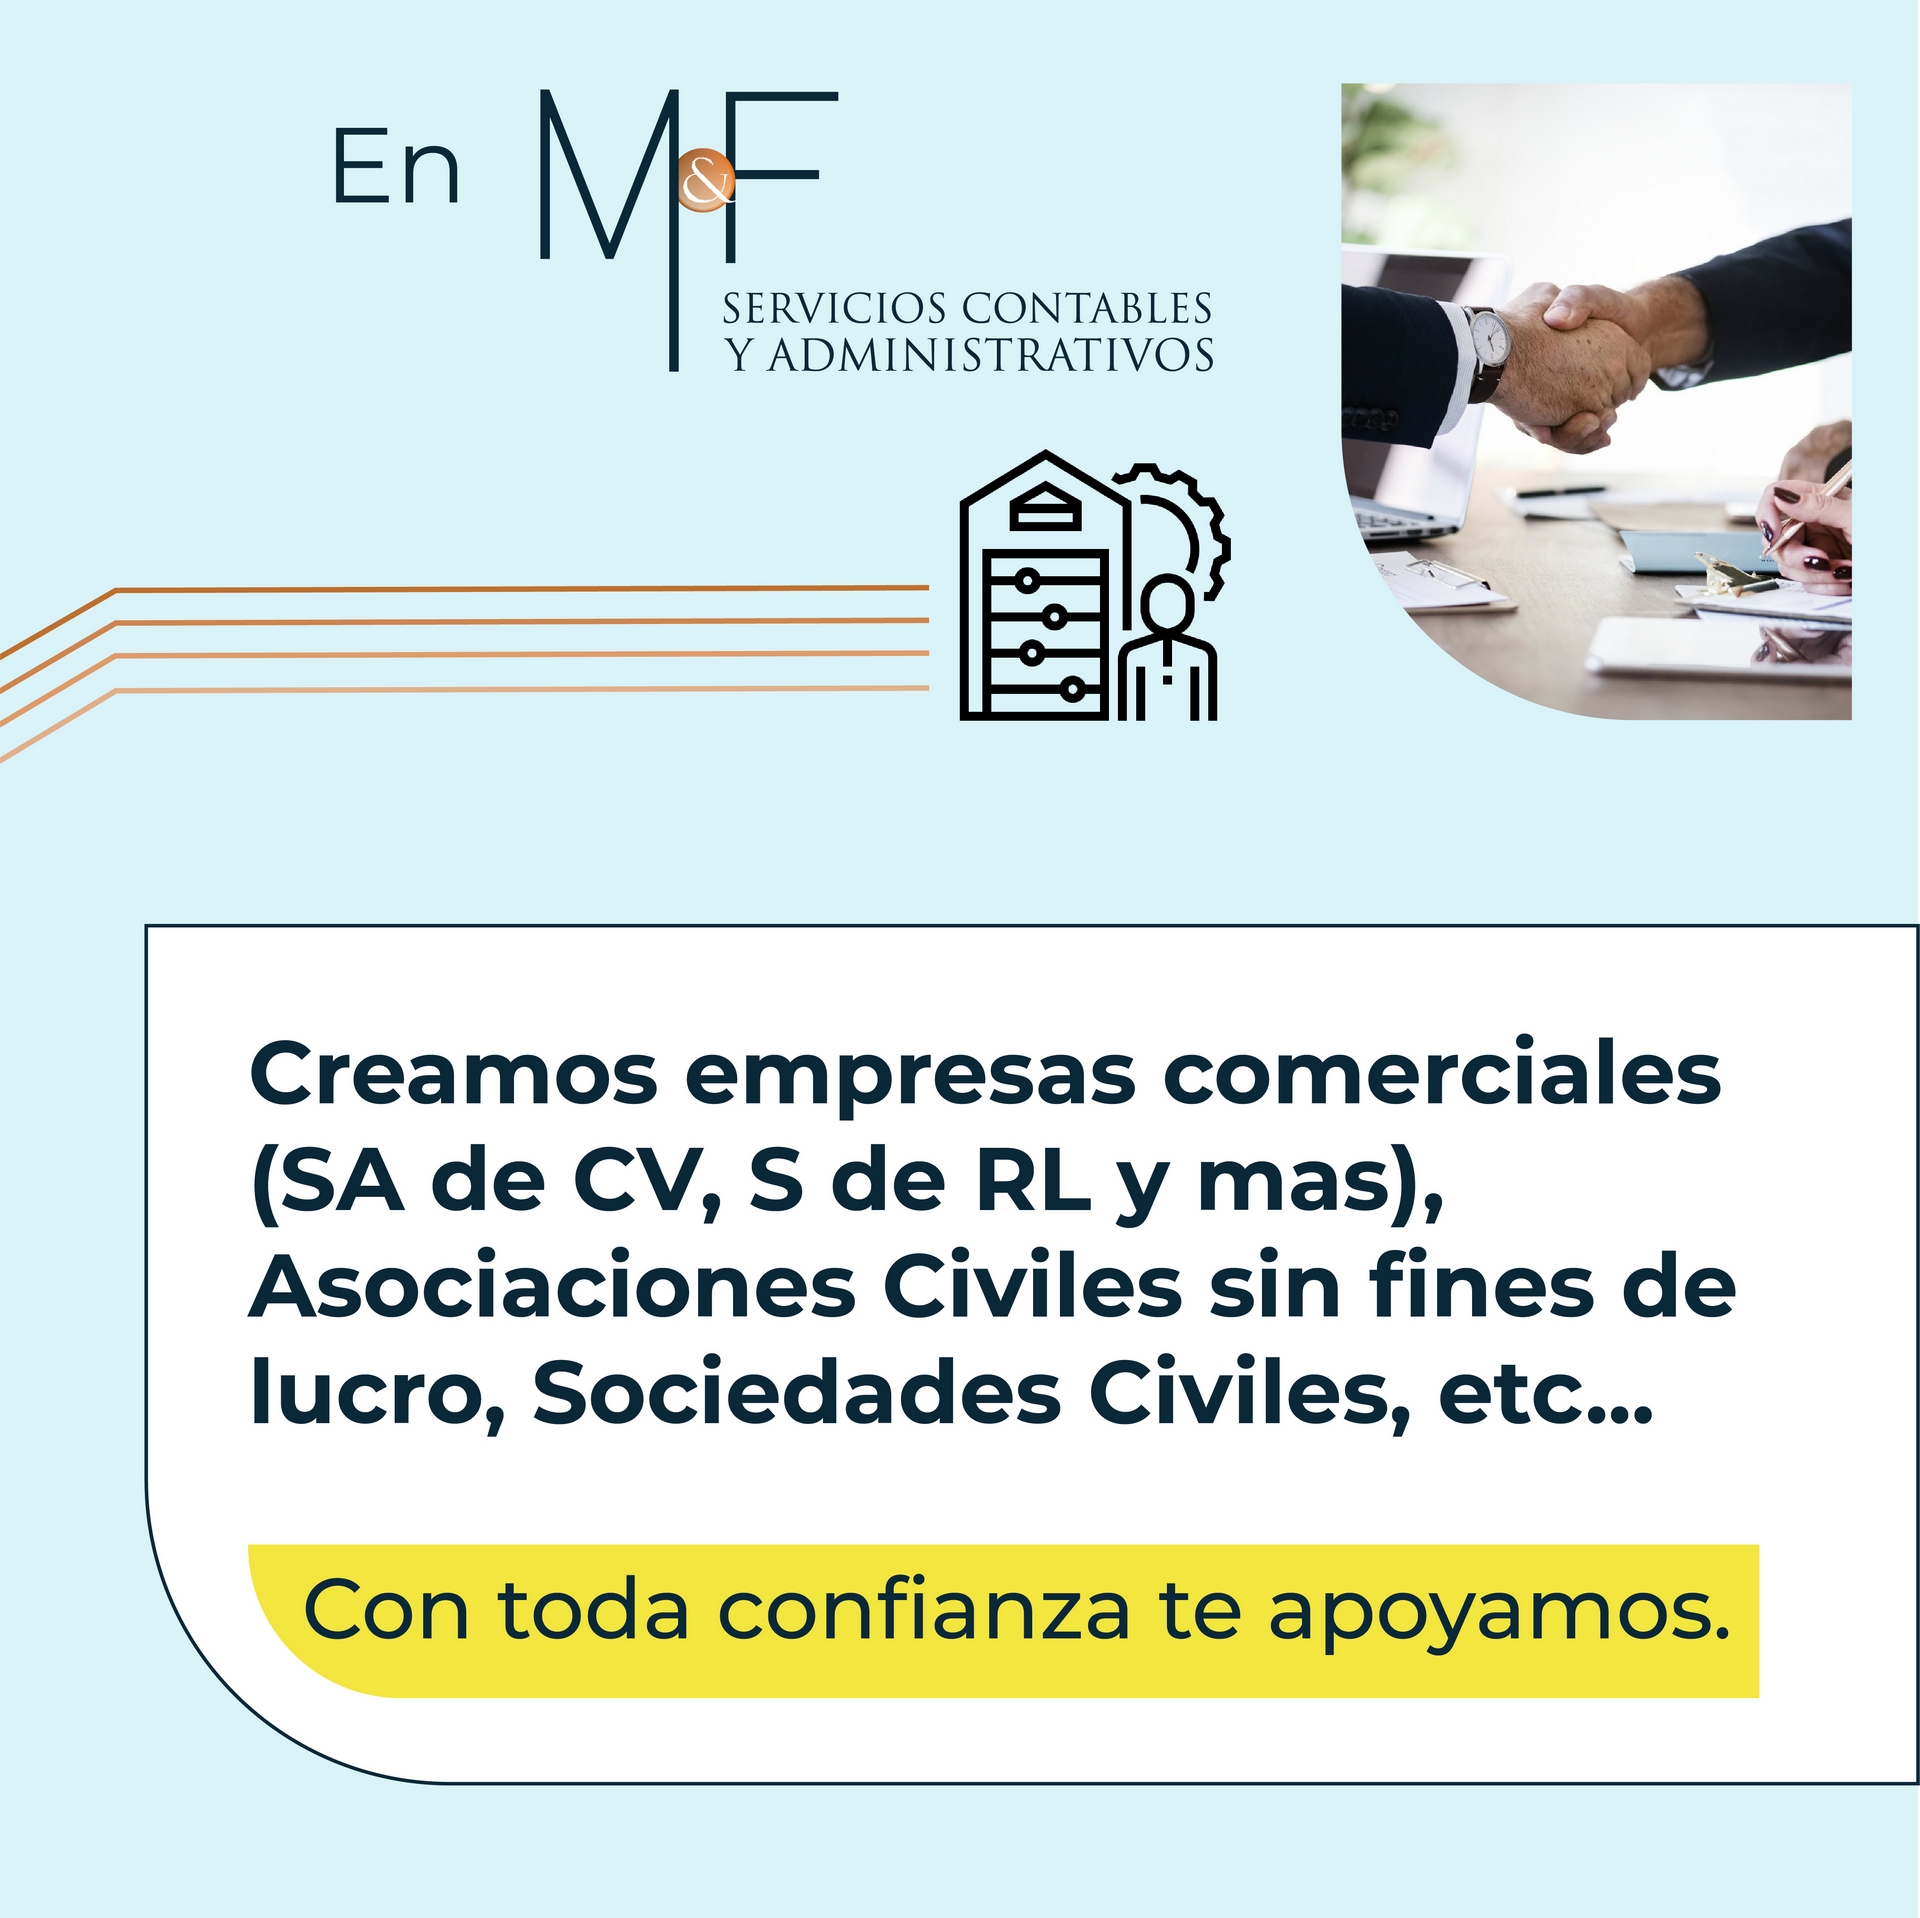 En M&F
SERVICIOS CONTABLES
Y ADMINISTRATIVOS
Creamos empresas comerciales
(SA de CV, S de RL y mas),
Asociaciones Civiles sin fines de
lucro, Sociedades Civiles, etc...
Con toda confianza te apoyamos.